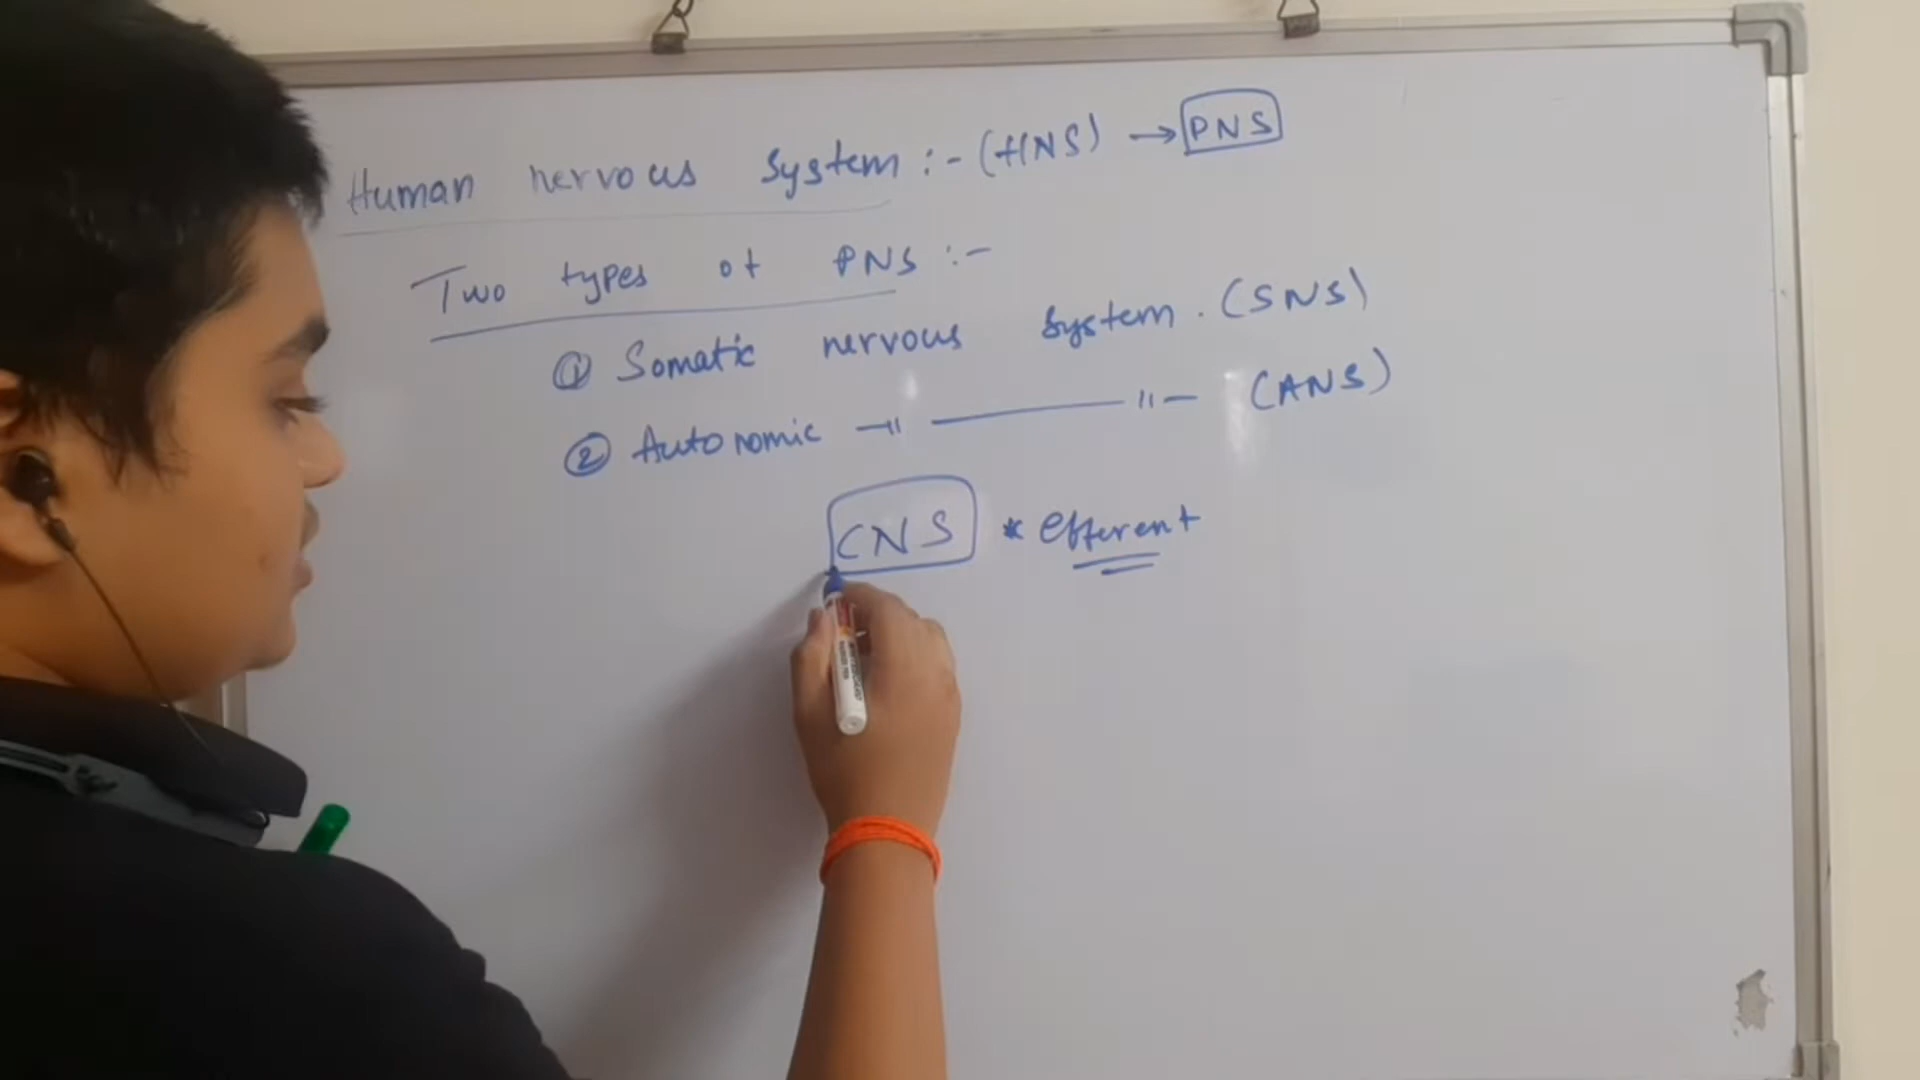 Human nervous system :- (HNS) → PNS
Two types of PNS :-
① Somatic nervous system. (SNS)
② Autonomic —"———"— (ANS)
CNS * Efferent